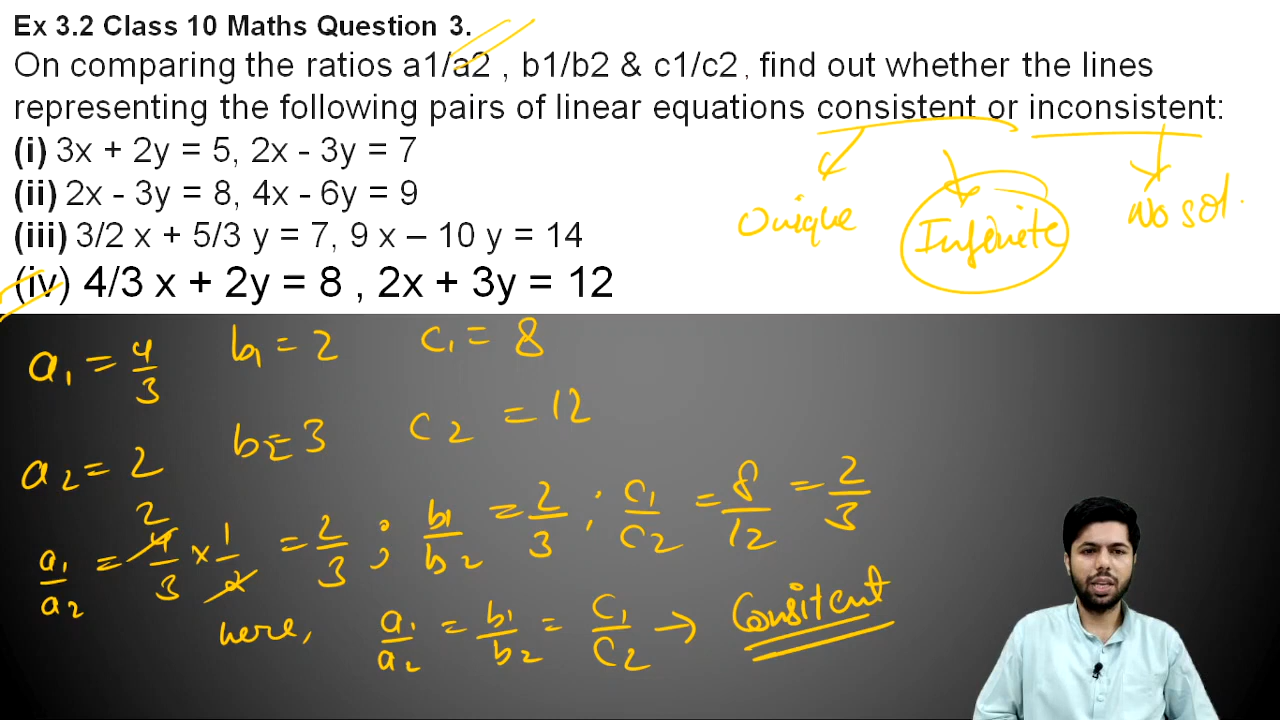 Ex 3.2 Class 10 Maths Question 3.
On comparing the ratios a1/a2 , b1/b2 & c1/c2 , find out whether the lines
representing the following pairs of linear equations consistent or inconsistent:
(i) 3x + 2y = 5, 2x - 3y = 7
(ii) 2x - 3y = 8, 4x - 6y = 9
(iii) 3/2 x + 5/3 y = 7, 9 x – 10 y = 14
(iv) 4/3 x + 2y = 8 , 2x + 3y = 12
Unique Infinite No sol.
a₁ = 4/3 b₁ = 2 c₁ = 8
a₂ = 2 b₂ = 3 c₂ = 12
2
a₁/a₂ = 4/3 × 1/2 = 2/3 ; b₁/b₂ = 2/3 ; c₁/c₂ = 8/12 = 2/3
here, a₁/a₂ = b₁/b₂ = c₁/c₂ → Consitent